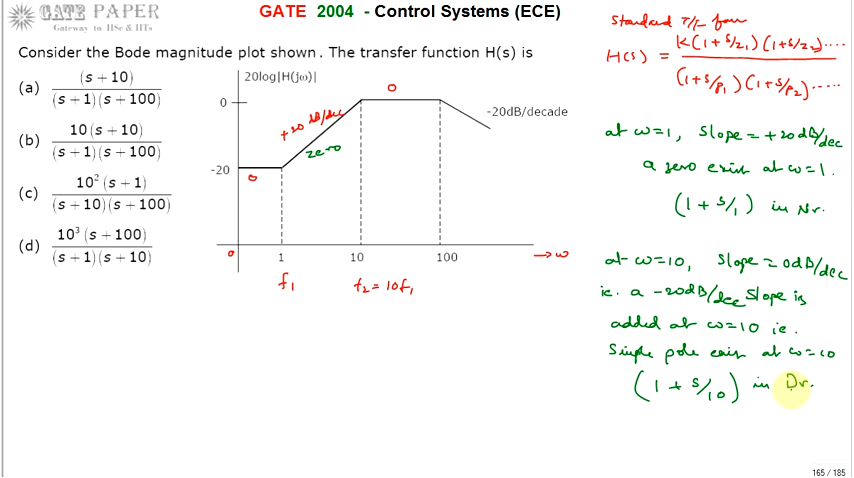 GATE PAPER
Gateway to IISc & IITs
GATE 2004 - Control Systems (ECE)
Consider the Bode magnitude plot shown. The transfer function H(s) is
(a) (s + 10) / (s + 1)(s + 100)
(b) 10(s + 10) / (s + 1)(s + 100)
(c) 10² (s + 1) / (s + 10)(s + 100)
(d) 10³ (s + 100) / (s + 1)(s + 10)
20log|H(jω)|
0
0
-20dB/decade
+20 dB/dec
zero
-20
0
0
1
10
100
→ω
f₁
f₂ = 10f₁
Standard T/F form
H(s) = K(1 + s/z₁)(1 + s/z₂).... / (1 + s/p₁)(1 + s/p₂).....
at ω=1, slope = +20dB/dec
a zero exist at ω=1.
(1 + s/1) in Nr.
at ω=10, slope = 0dB/dec
ie. a -20dB/dec slope is
added at ω=10 ie.
Simple pole exist at ω=10
(1 + s/10) in Dr.
165 / 185